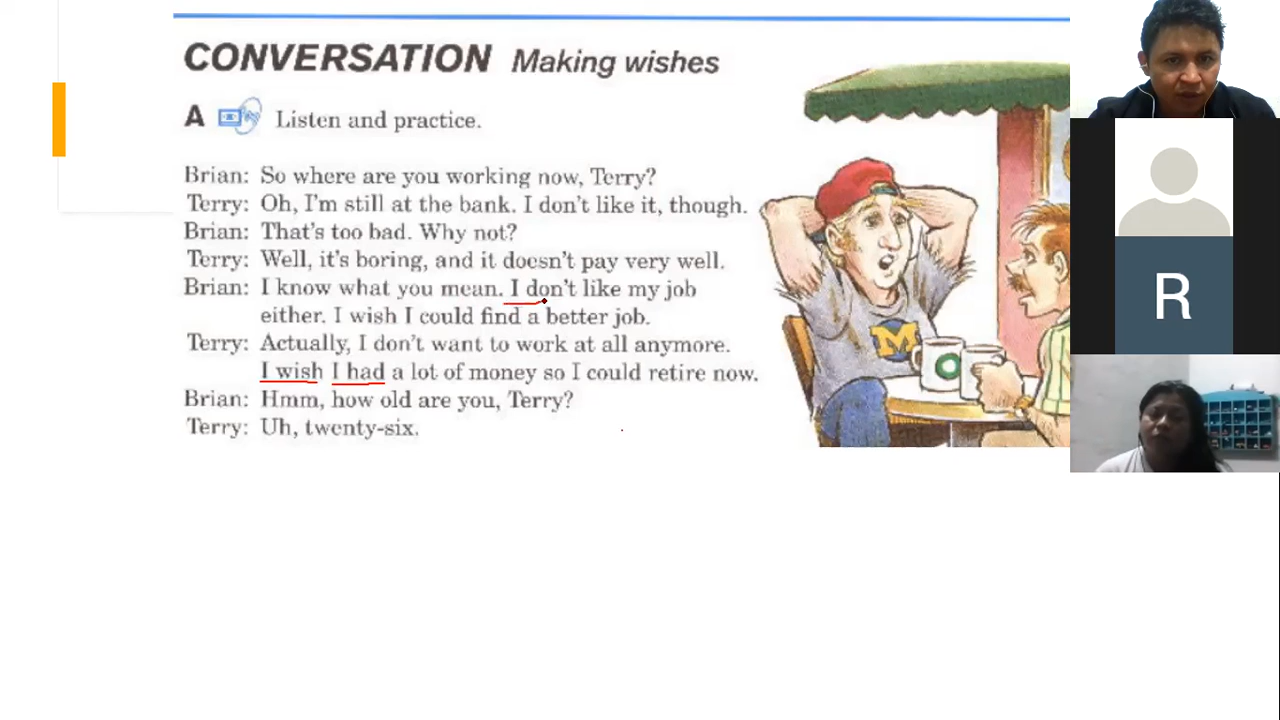 CONVERSATION Making wishes
A Listen and practice.
Brian: So where are you working now, Terry?
Terry: Oh, I'm still at the bank. I don't like it, though.
Brian: That's too bad. Why not?
Terry: Well, it's boring, and it doesn't pay very well.
Brian: I know what you mean. I don't like my job
either. I wish I could find a better job.
Terry: Actually, I don't want to work at all anymore.
I wish I had a lot of money so I could retire now.
Brian: Hmm, how old are you, Terry?
Terry: Uh, twenty-six.
M
R